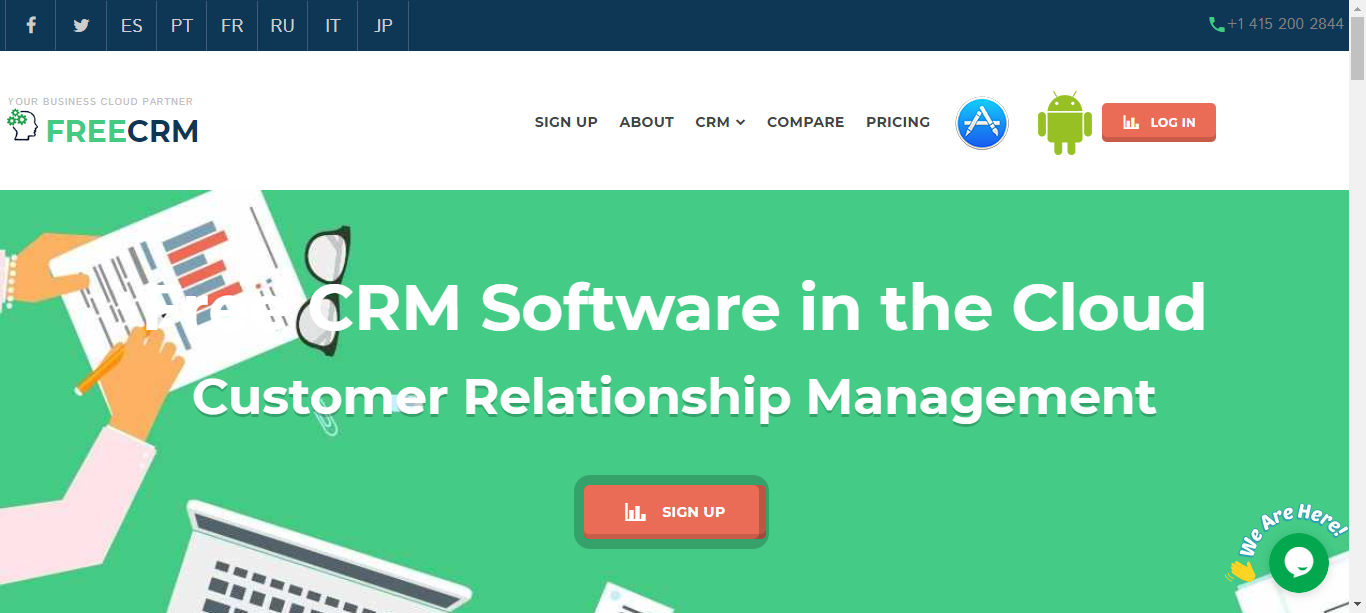 ES PT FR RU IT JP +1 415 200 2844
YOUR BUSINESS CLOUD PARTNER
FREECRM
SIGN UP ABOUT CRM COMPARE PRICING LOG IN
Free CRM Software in the Cloud
Customer Relationship Management
SIGN UP
We Are Here!